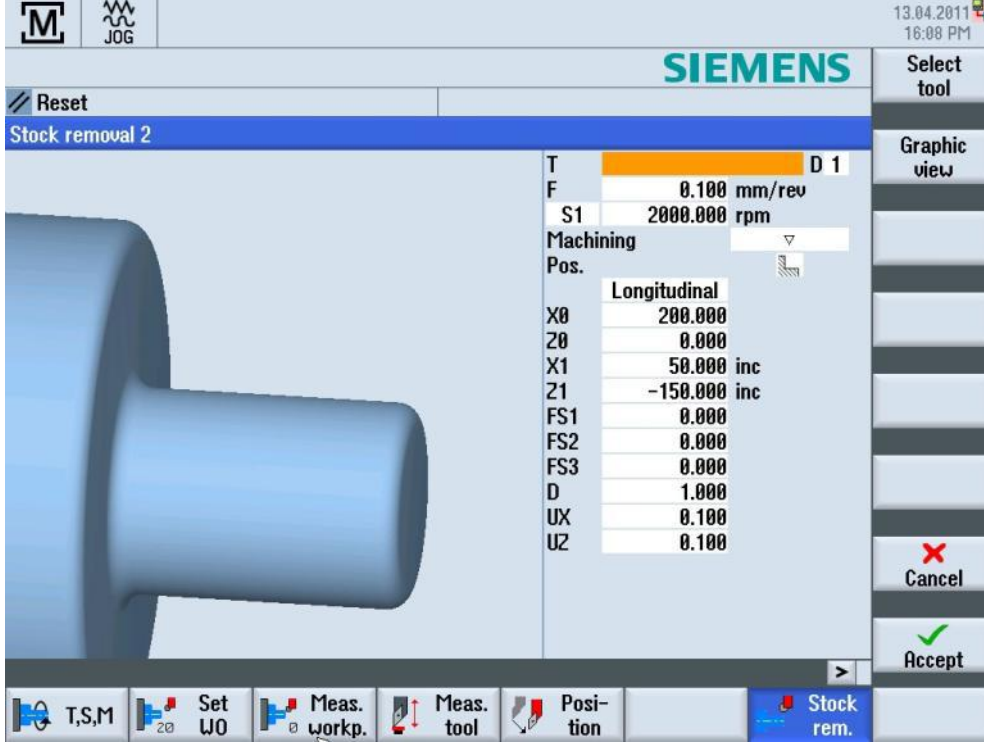 M
JOG
13.04.2011
16:08 PM
SIEMENS
Select
tool
Reset
Stock removal 2
Graphic
view
T D 1
F 0.100 mm/rev
S1 2000.000 rpm
Machining ▽
Pos.
Longitudinal
X0 200.000
Z0 0.000
X1 50.000 inc
Z1 -150.000 inc
FS1 0.000
FS2 0.000
FS3 0.000
D 1.000
UX 0.100
UZ 0.100
Cancel
Accept
>
T,S,M
Z0 Set
WO
0 Meas.
workp.
Meas.
tool
Posi-
tion
Stock
rem.